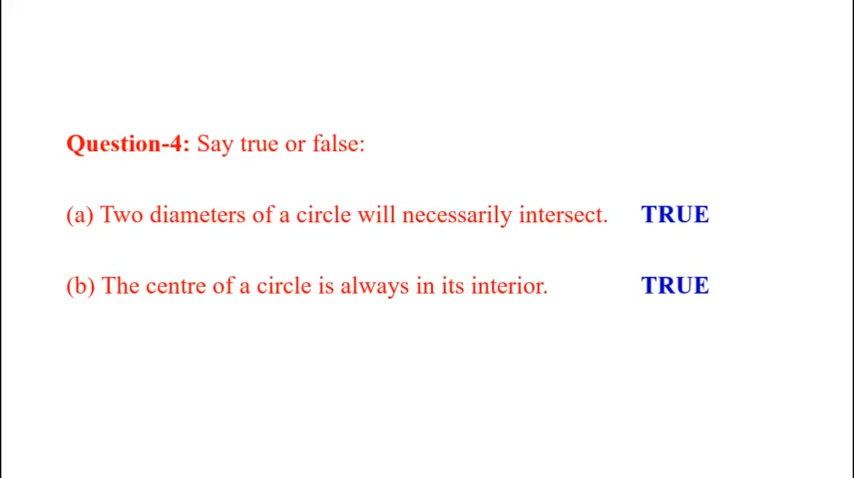 Question-4: Say true or false:
(a) Two diameters of a circle will necessarily intersect. TRUE
(b) The centre of a circle is always in its interior. TRUE